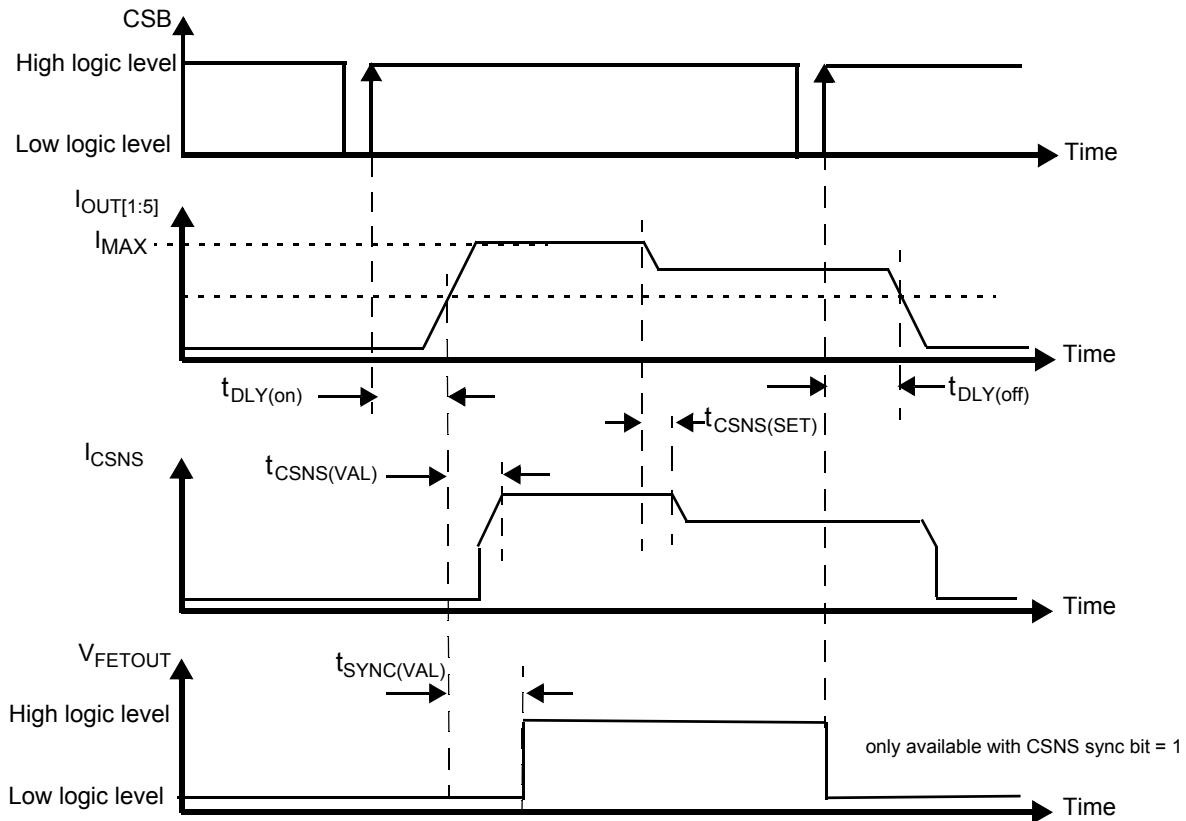 CSB
High logic level
Low logic level
Time
IOUT[1:5]
IMAX
Time
tDLY(on)
tDLY(off)
tCSNS(SET)
ICSNS
tCSNS(VAL)
Time
VFETOUT
tSYNC(VAL)
High logic level
only available with CSNS sync bit = 1
Low logic level
Time